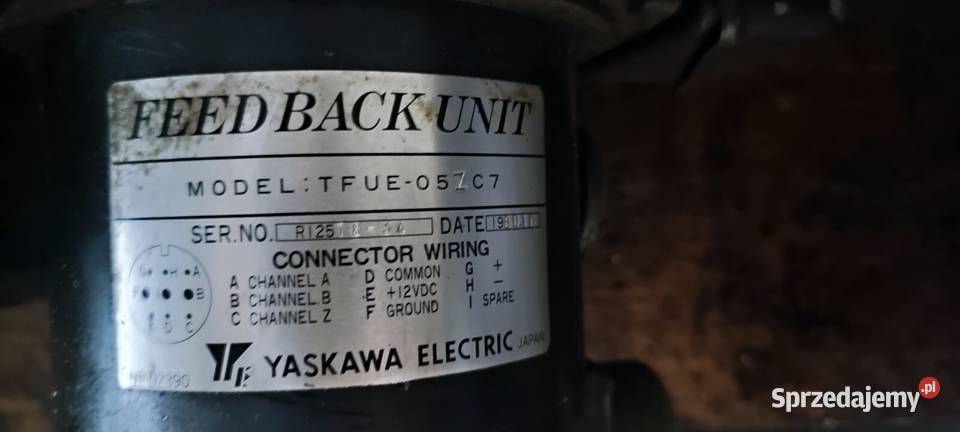 FEED BACK UNIT
MODEL: TFUE-05ZC7
SER.NO. DATE
CONNECTOR WIRING
A CHANNEL A D COMMON G +
B CHANNEL B E +12VDC H -
C CHANNEL Z F GROUND I SPARE
G H A
F B
E D C
YASKAWA ELECTRIC JAPAN
Sprzedajemy.pl